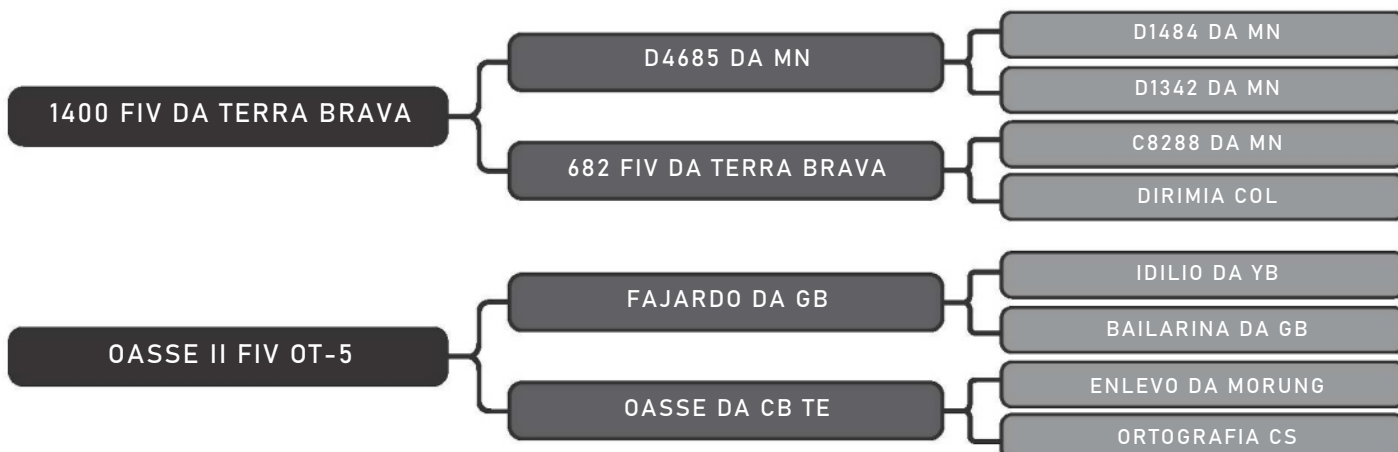 D4685 DA MN
D1484 DA MN
D1342 DA MN
1400 FIV DA TERRA BRAVA
682 FIV DA TERRA BRAVA
C8288 DA MN
DIRIMIA COL
FAJARDO DA GB
IDILIO DA YB
BAILARINA DA GB
OASSE II FIV OT-5
OASSE DA CB TE
ENLEVO DA MORUNG
ORTOGRAFIA CS